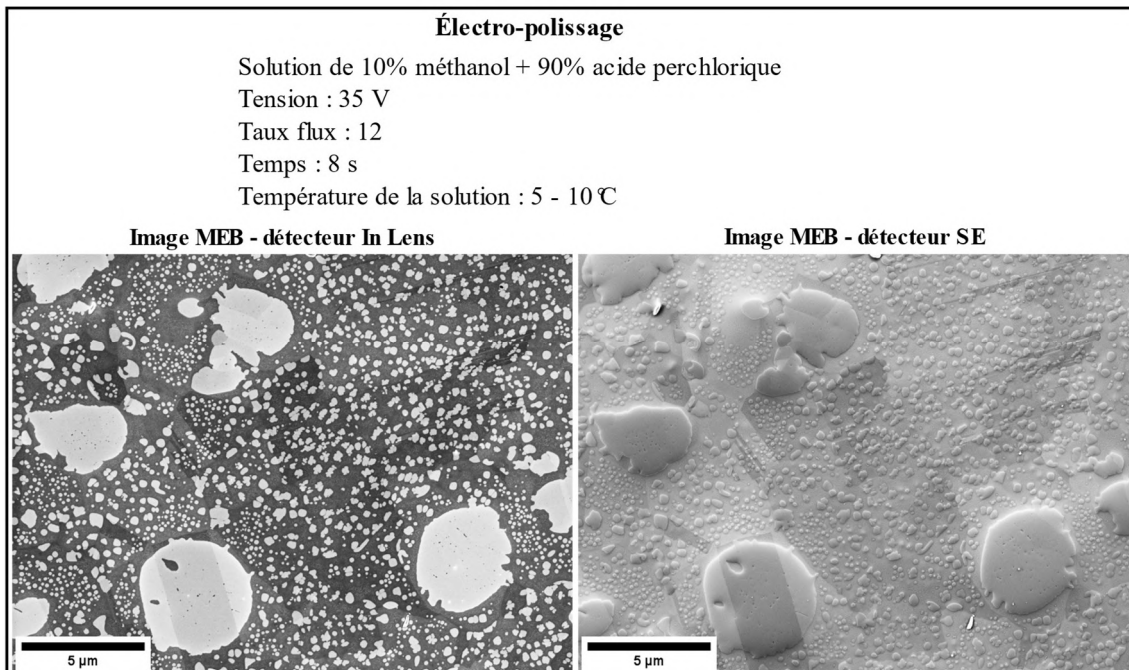 Électro-polissage
Solution de 10% méthanol + 90% acide perchlorique
Tension : 35 V
Taux flux : 12
Temps : 8 s
Température de la solution : 5 - 10°C
Image MEB - détecteur In Lens
Image MEB - détecteur SE
5 µm
5 µm